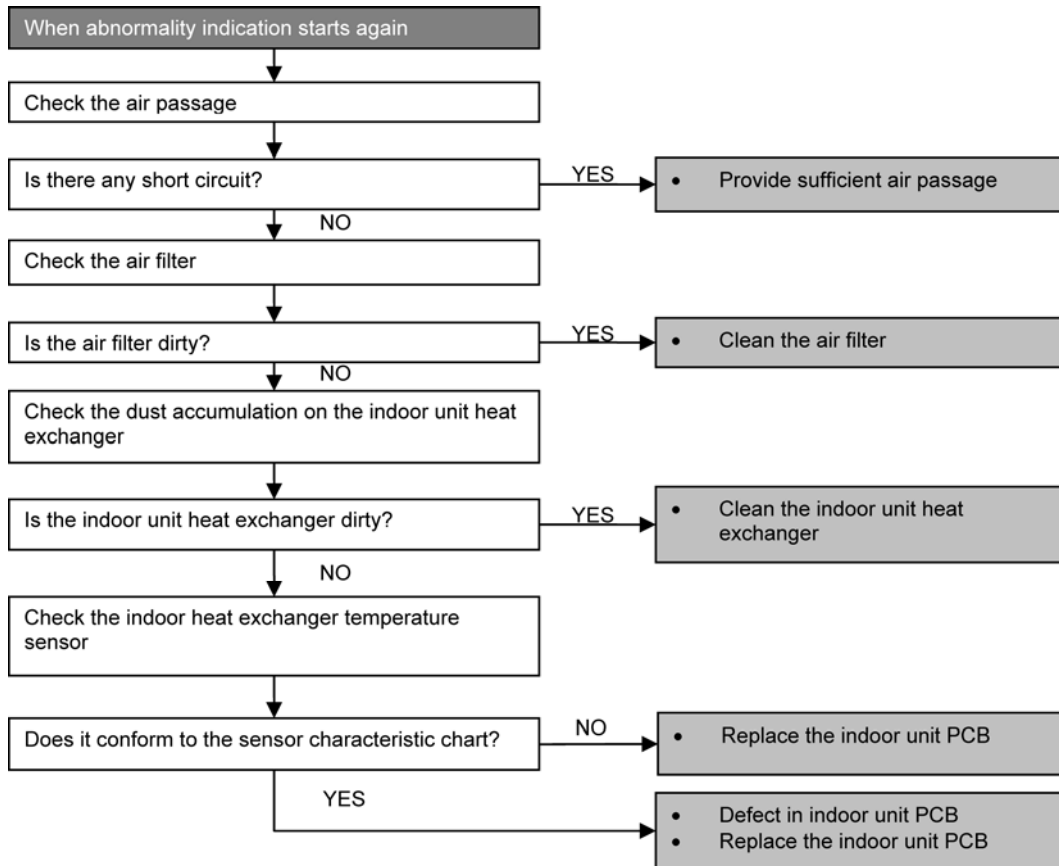 When abnormality indication starts again
Check the air passage
Is there any short circuit?
YES
• Provide sufficient air passage
NO
Check the air filter
Is the air filter dirty?
YES
• Clean the air filter
NO
Check the dust accumulation on the indoor unit heat
exchanger
Is the indoor unit heat exchanger dirty?
YES
• Clean the indoor unit heat
exchanger
NO
Check the indoor heat exchanger temperature
sensor
Does it conform to the sensor characteristic chart?
NO
• Replace the indoor unit PCB
YES
• Defect in indoor unit PCB
• Replace the indoor unit PCB